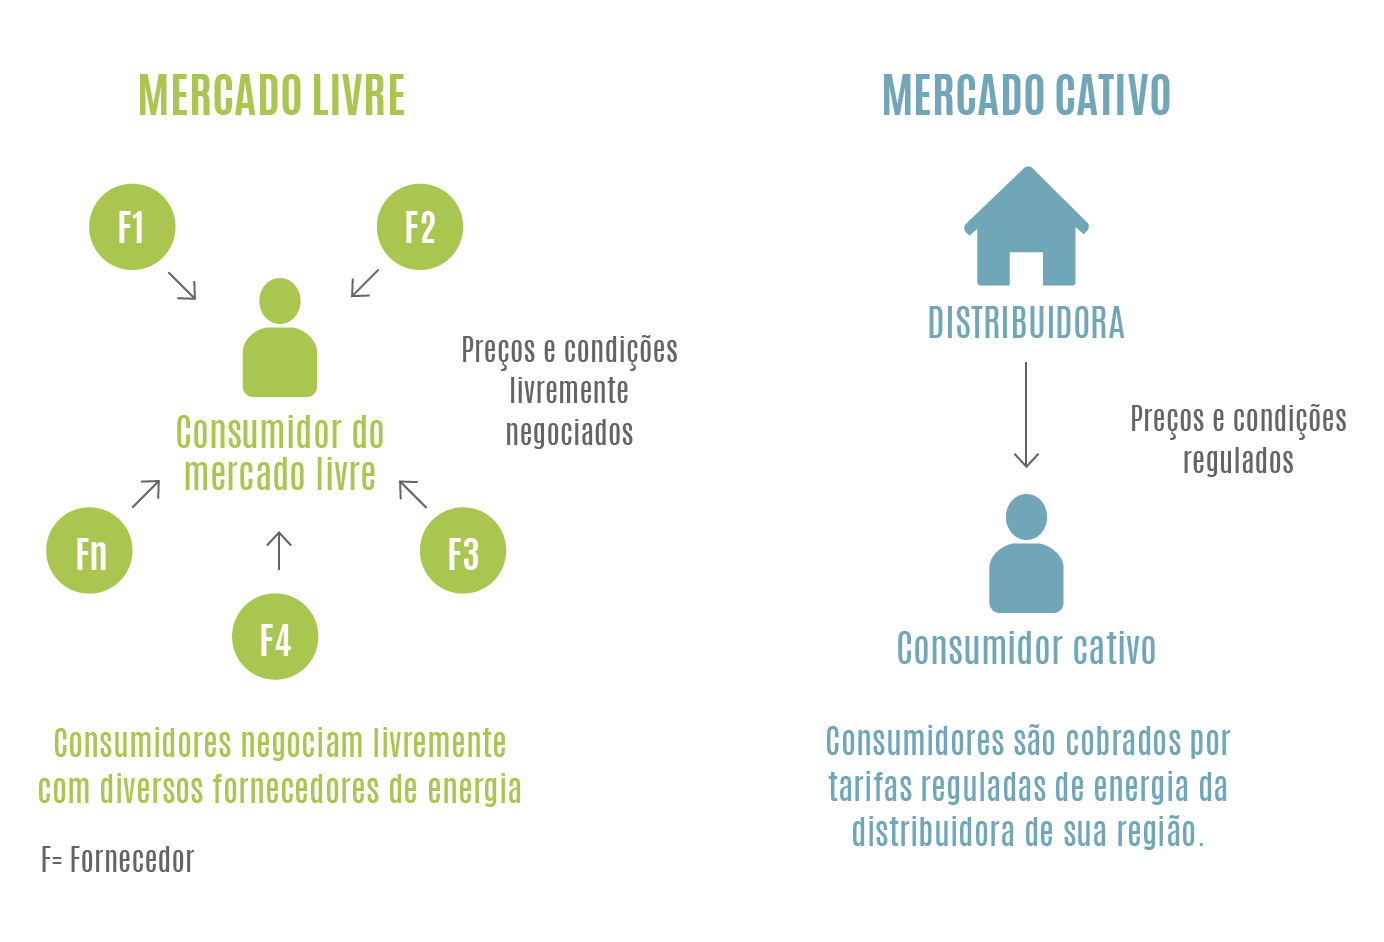 MERCADO LIVRE
F1
F2
Consumidor do
mercado livre
Preços e condições
livremente
negociados
Fn
F3
F4
Consumidores negociam livremente
com diversos fornecedores de energia
F= Fornecedor
MERCADO CATIVO
DISTRIBUIDORA
Preços e condições
regulados
Consumidor cativo
Consumidores são cobrados por
tarifas reguladas de energia da
distribuidora de sua região.